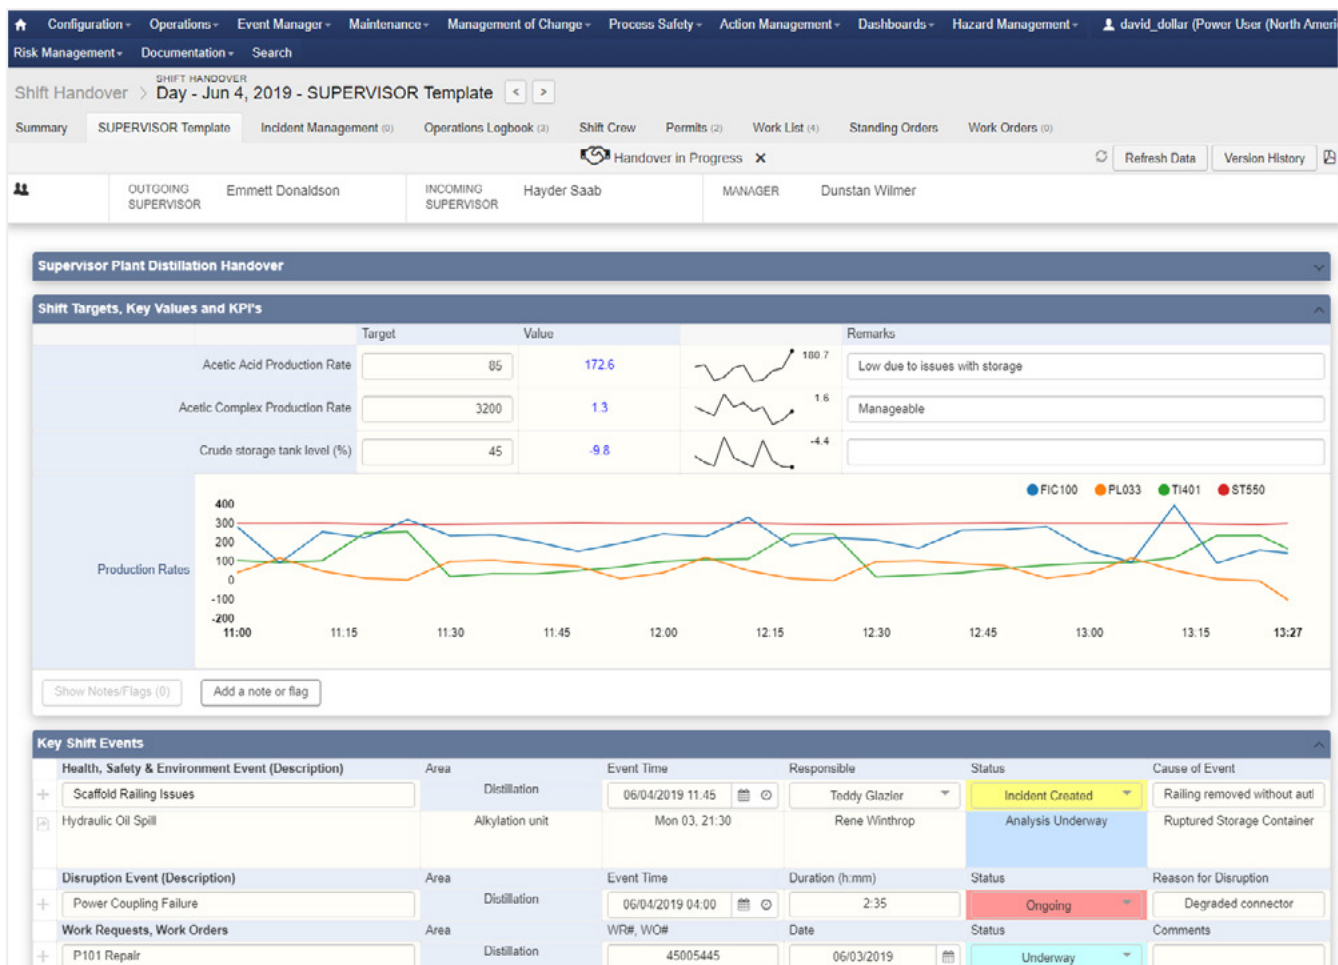 Configuration Operations Event Manager Maintenance Management of Change Process Safety Action Management Dashboards Hazard Management david_dollar (Power User (North Ameri
Risk Management Documentation Search
SHIFT HANDOVER
Shift Handover > Day - Jun 4, 2019 - SUPERVISOR Template < >
Summary SUPERVISOR Template Incident Management (0) Operations Logbook (3) Shift Crew Permits (2) Work List (4) Standing Orders Work Orders (0)
Handover in Progress X Refresh Data Version History
OUTGOING SUPERVISOR Emmett Donaldson INCOMING SUPERVISOR Hayder Saab MANAGER Dunstan Wilmer
Supervisor Plant Distillation Handover
Shift Targets, Key Values and KPI's
Target Value Remarks
Acetic Acid Production Rate 85 172.6 180.7 Low due to issues with storage
Acetic Complex Production Rate 3200 1.3 1.6 Manageable
Crude storage tank level (%) 45 -9.8 -4.4
FIC100 PL033 TI401 ST550
400
300
200
Production Rates 100
0
-100
-200
11:00 11:15 11:30 11:45 12:00 12:15 12:30 12:45 13:00 13:15 13:27
Show Notes/Flags (0) Add a note or flag
Key Shift Events
Health, Safety & Environment Event (Description) Area Event Time Responsible Status Cause of Event
Scaffold Railing Issues Distillation 06/04/2019 11:45 Teddy Glazier Incident Created Railing removed without auth
Hydraulic Oil Spill Alkylation unit Mon 03, 21:30 Rene Winthrop Analysis Underway Ruptured Storage Container
Disruption Event (Description) Area Event Time Duration (h:mm) Status Reason for Disruption
Power Coupling Failure Distillation 06/04/2019 04:00 2:35 Ongoing Degraded connector
Work Requests, Work Orders Area WR#, WO# Date Status Comments
P101 Repair Distillation 45005445 06/03/2019 Underway